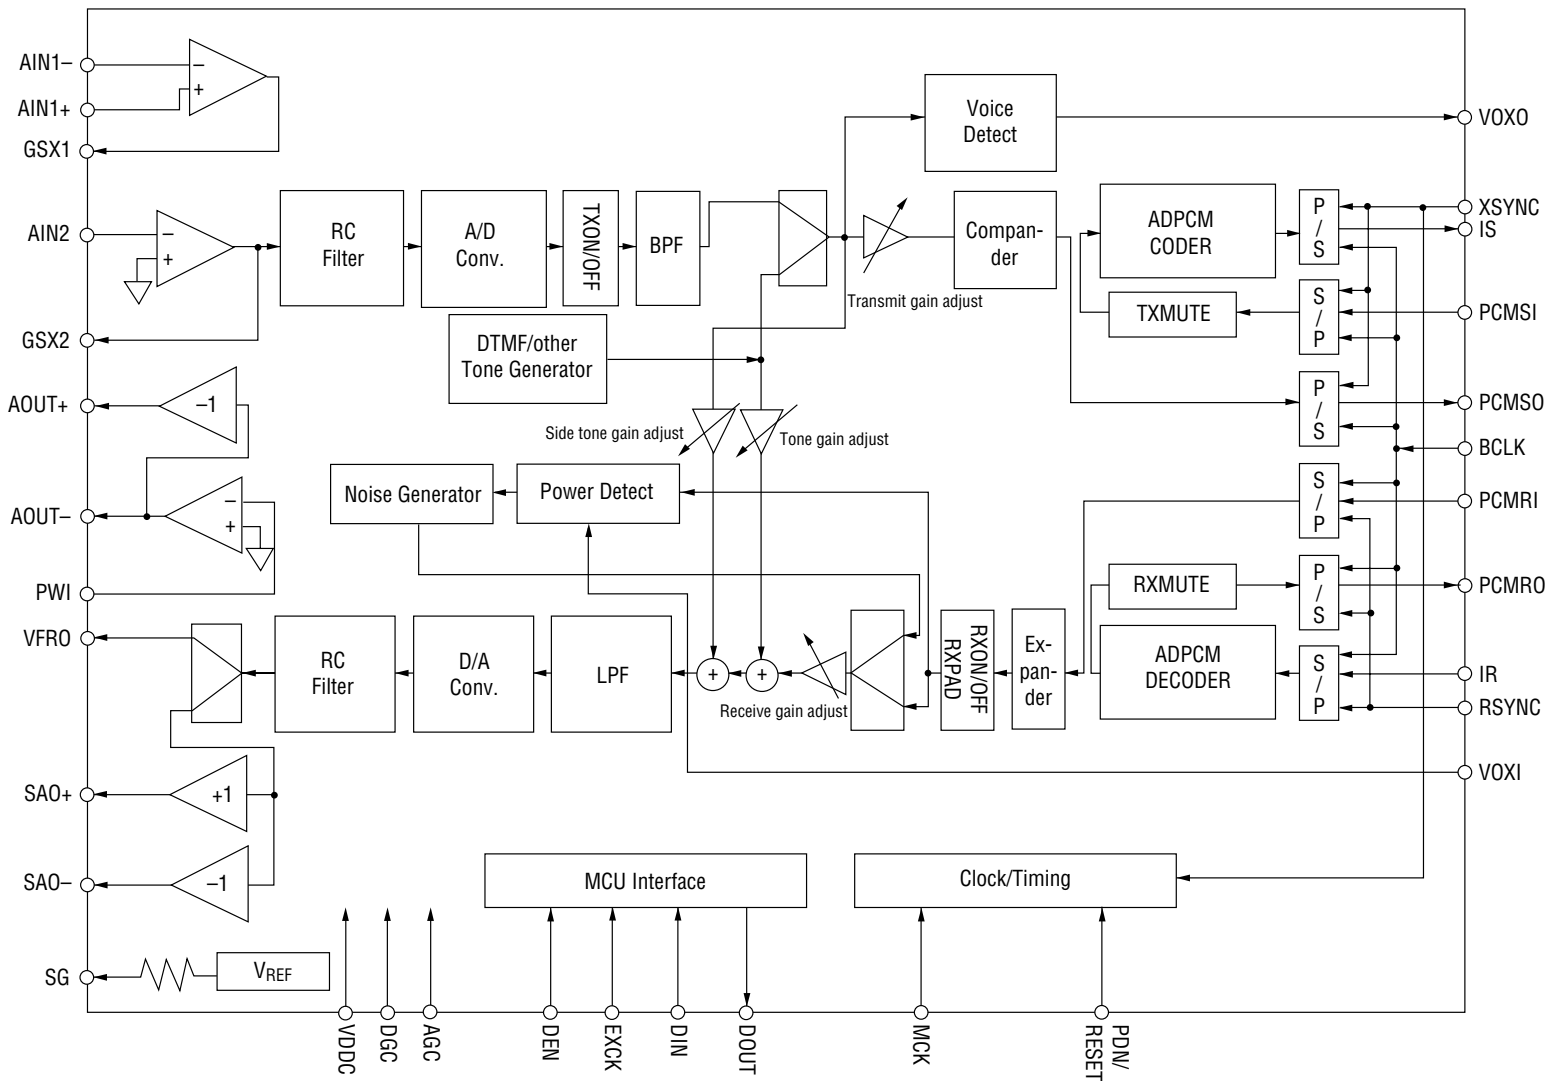 AIN1–
AIN1+
GSX1
AIN2
GSX2
AOUT+
AOUT–
PWI
VFRO
SAO+
SAO–
SG
–
+
–
+
–1
–
+
+1
–1
VREF
RC
Filter
A/D
Conv.
TXON/OFF
BPF
Voice
Detect
Transmit gain adjust
Compan-
der
ADPCM
CODER
TXMUTE
P
/
S
S
/
P
P
/
S
DTMF/other
Tone Generator
Side tone gain adjust
Tone gain adjust
Noise Generator
Power Detect
S
/
P
P
/
S
S
/
P
RXMUTE
ADPCM
DECODER
Ex-
pan-
der
RXON/OFF
RXPAD
Receive gain adjust
+
+
LPF
D/A
Conv.
RC
Filter
MCU Interface
Clock/Timing
VOXO
XSYNC
IS
PCMSI
PCMSO
BCLK
PCMRI
PCMRO
IR
RSYNC
VOXI
VDDC
DGC
AGC
DEN
EXCK
DIN
DOUT
MCK
PDN/
RESET